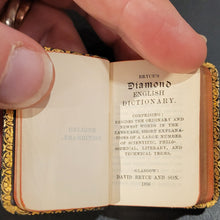 BRYCE'S
Diamond
ENGLISH
DICTIONARY.
COMPRISING:
BESIDES THE ORDINARY AND
NEWEST WORDS IN THE
LANGUAGE, SHORT EXPLANA-
TIONS OF A LARGE NUMBER
OF SCIENTIFIC, PHILO-
SOPHICAL, LITERARY, AND
TECHNICAL TERMS.
GLASGOW:
DAVID BRYCE AND SON.